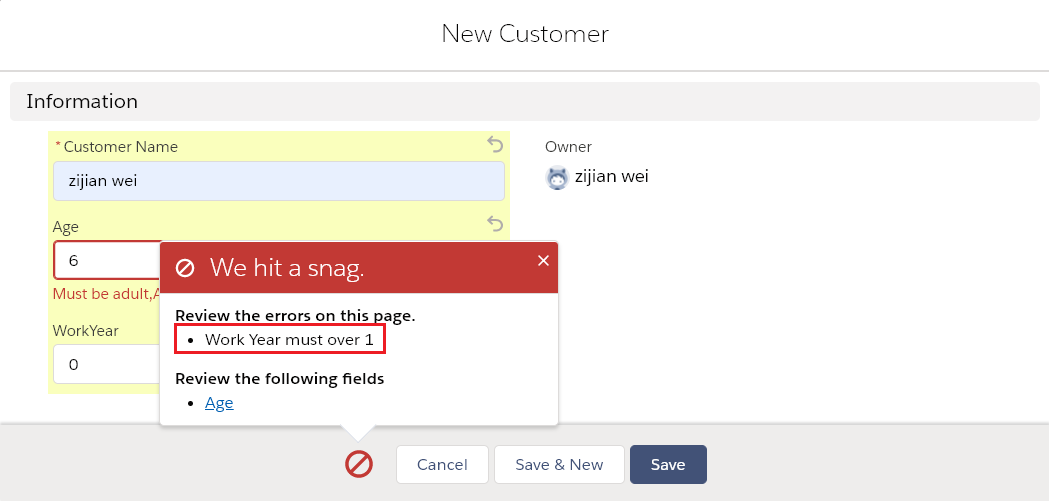 New Customer
Information
* Customer Name
zijian wei
Owner
zijian wei
Age
6
Must be adult,A
WorkYear
0
We hit a snag.
Review the errors on this page.
• Work Year must over 1
Review the following fields
• Age
Cancel
Save & New
Save